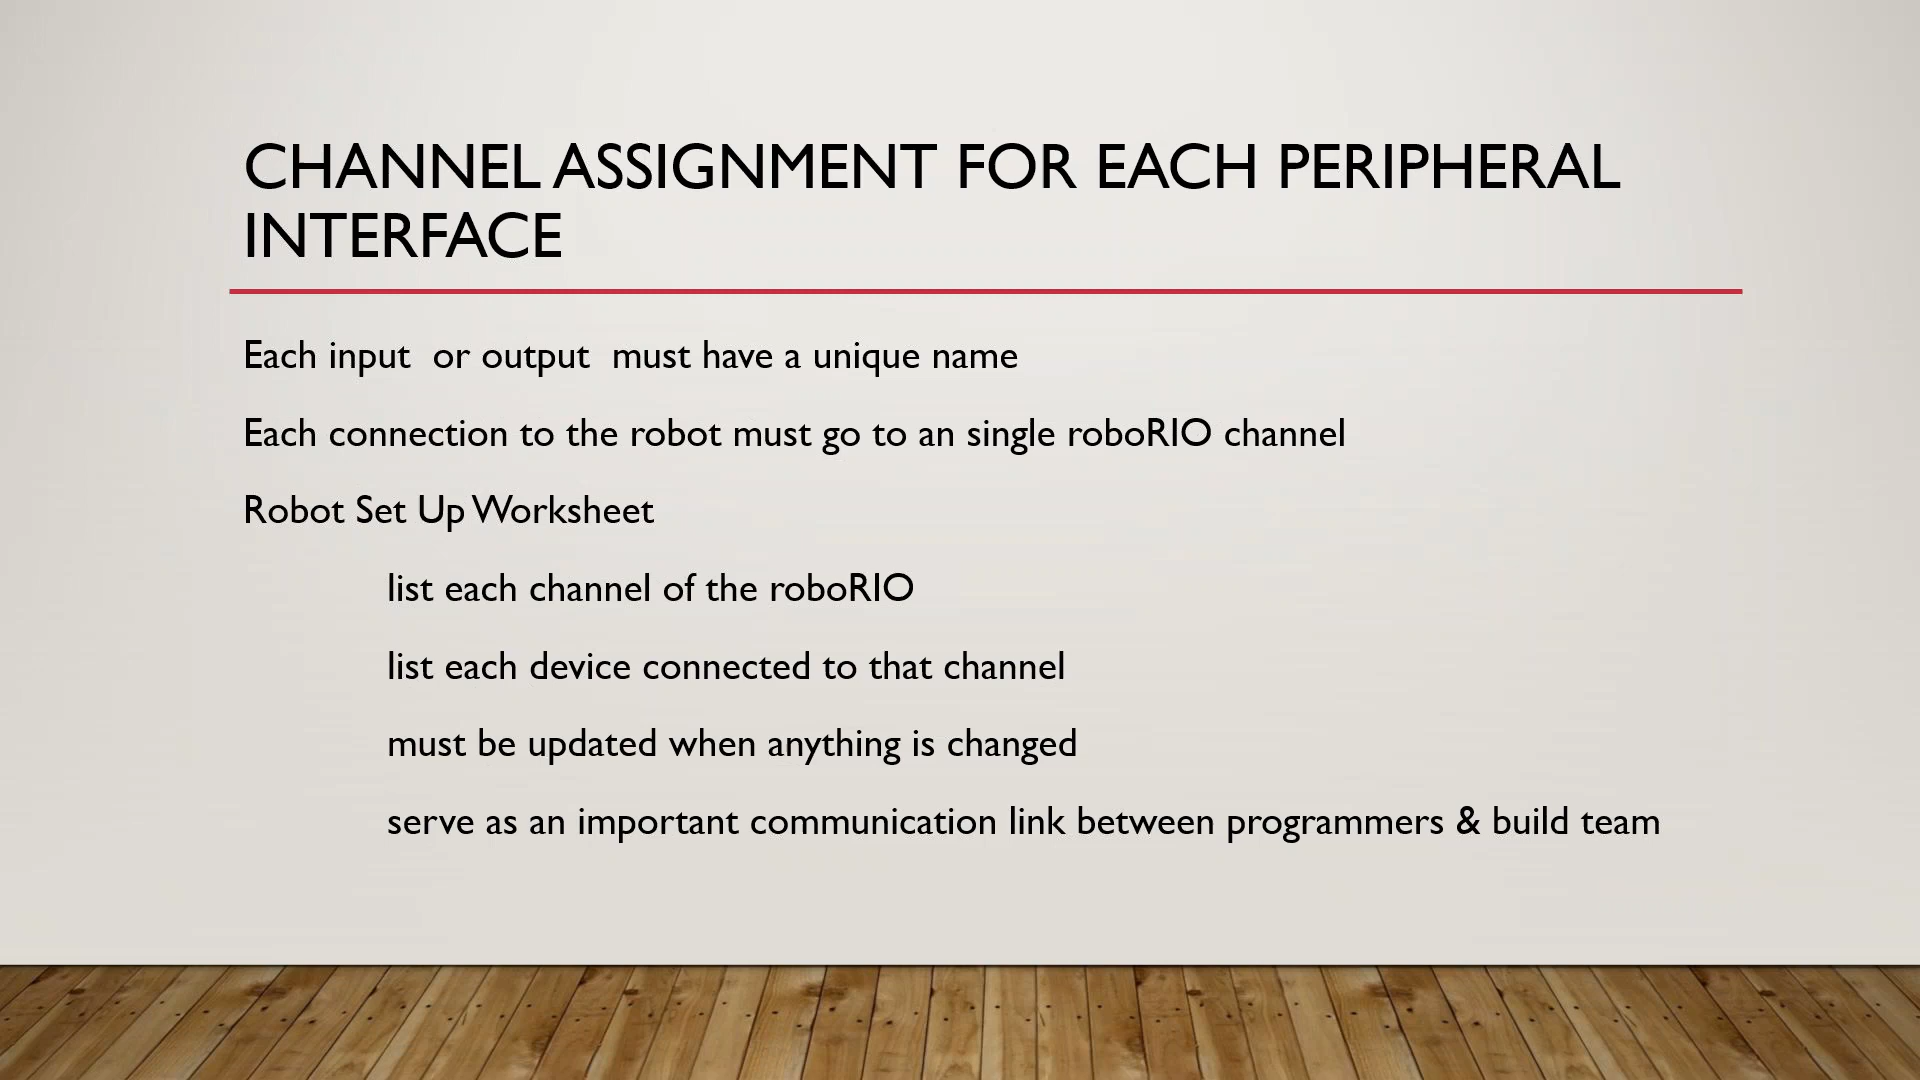 CHANNEL ASSIGNMENT FOR EACH PERIPHERAL
INTERFACE
Each input  or output  must have a unique name
Each connection to the robot must go to an single roboRIO channel
Robot Set Up Worksheet
list each channel of the roboRIO
list each device connected to that channel
must be updated when anything is changed
serve as an important communication link between programmers & build team